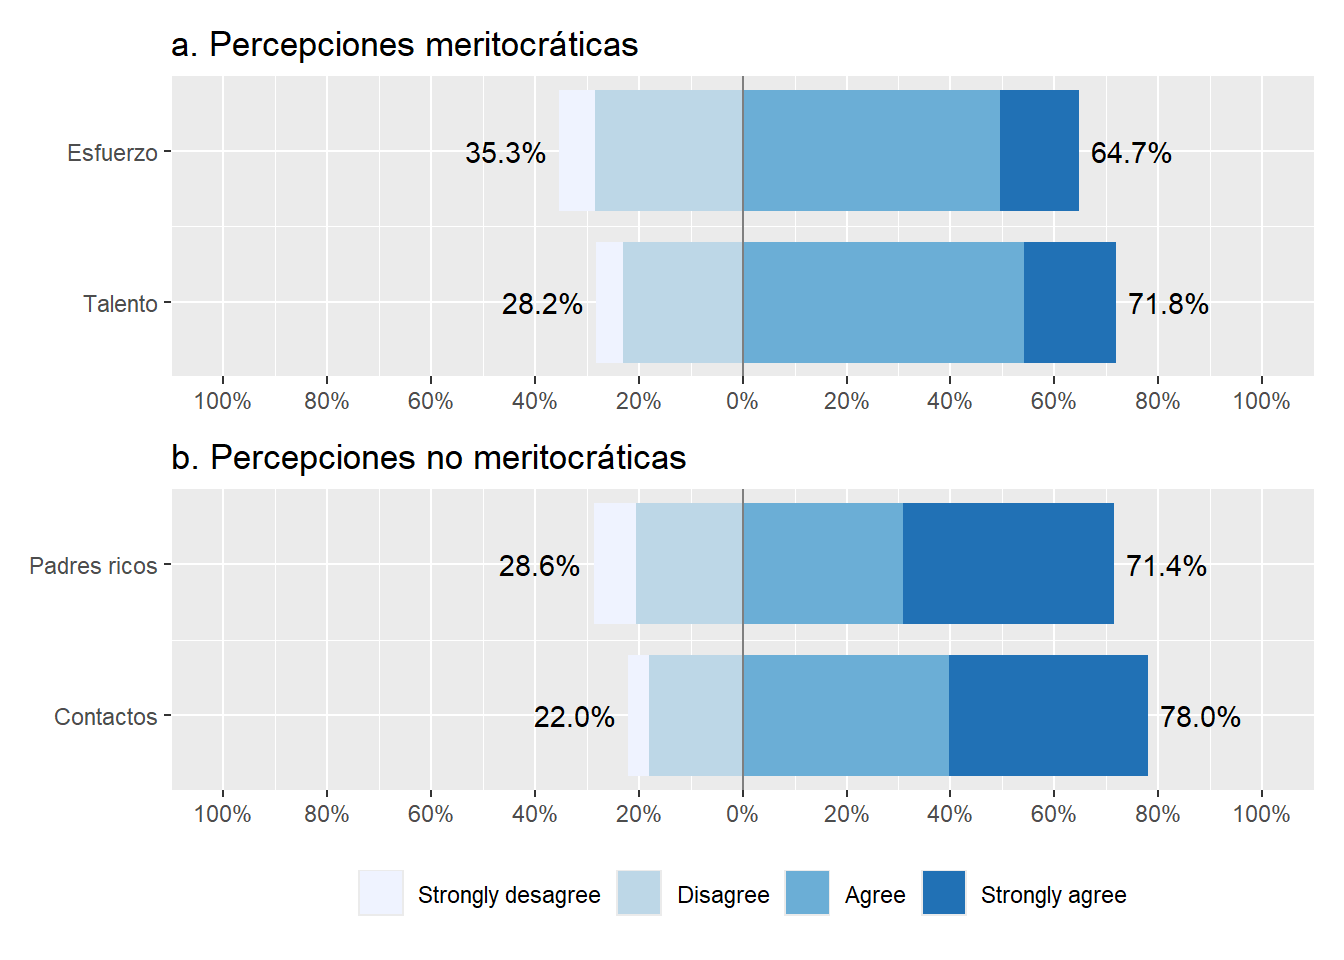 a. Percepciones meritocráticas
Esfuerzo 35.3% 64.7%
Talento 28.2% 71.8%
100% 80% 60% 40% 20% 0% 20% 40% 60% 80% 100%
b. Percepciones no meritocráticas
Padres ricos 28.6% 71.4%
Contactos 22.0% 78.0%
100% 80% 60% 40% 20% 0% 20% 40% 60% 80% 100%
Strongly desagree Disagree Agree Strongly agree